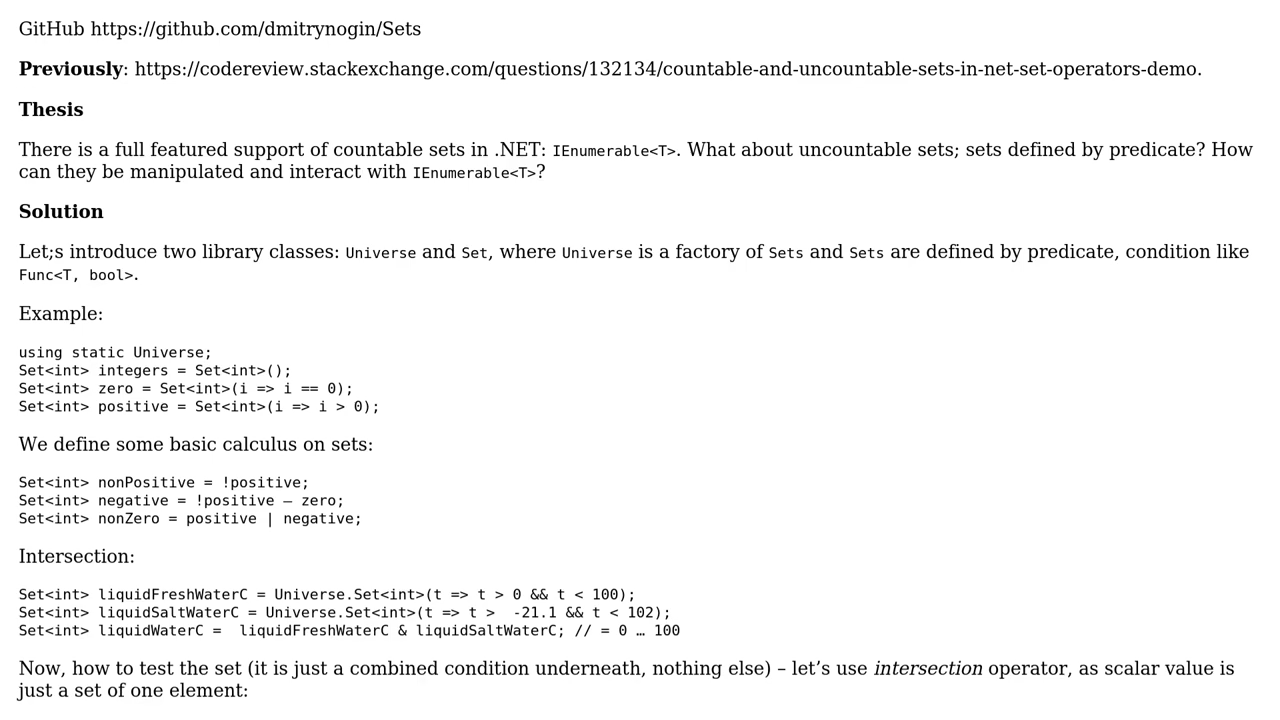 GitHub https://github.com/dmitrynogin/Sets
Previously: https://codereview.stackexchange.com/questions/132134/countable-and-uncountable-sets-in-net-set-operators-demo.
Thesis
There is a full featured support of countable sets in .NET: IEnumerable<T>. What about uncountable sets; sets defined by predicate? How
can they be manipulated and interact with IEnumerable<T>?
Solution
Let;s introduce two library classes: Universe and Set, where Universe is a factory of Sets and Sets are defined by predicate, condition like
Func<T, bool>.
Example:
using static Universe;
Set<int> integers = Set<int>();
Set<int> zero = Set<int>(i => i == 0);
Set<int> positive = Set<int>(i => i > 0);
We define some basic calculus on sets:
Set<int> nonPositive = !positive;
Set<int> negative = !positive – zero;
Set<int> nonZero = positive | negative;
Intersection:
Set<int> liquidFreshWaterC = Universe.Set<int>(t => t > 0 && t < 100);
Set<int> liquidSaltWaterC = Universe.Set<int>(t => t >  -21.1 && t < 102);
Set<int> liquidWaterC =  liquidFreshWaterC & liquidSaltWaterC; // = 0 … 100
Now, how to test the set (it is just a combined condition underneath, nothing else) – let’s use intersection operator, as scalar value is
just a set of one element: